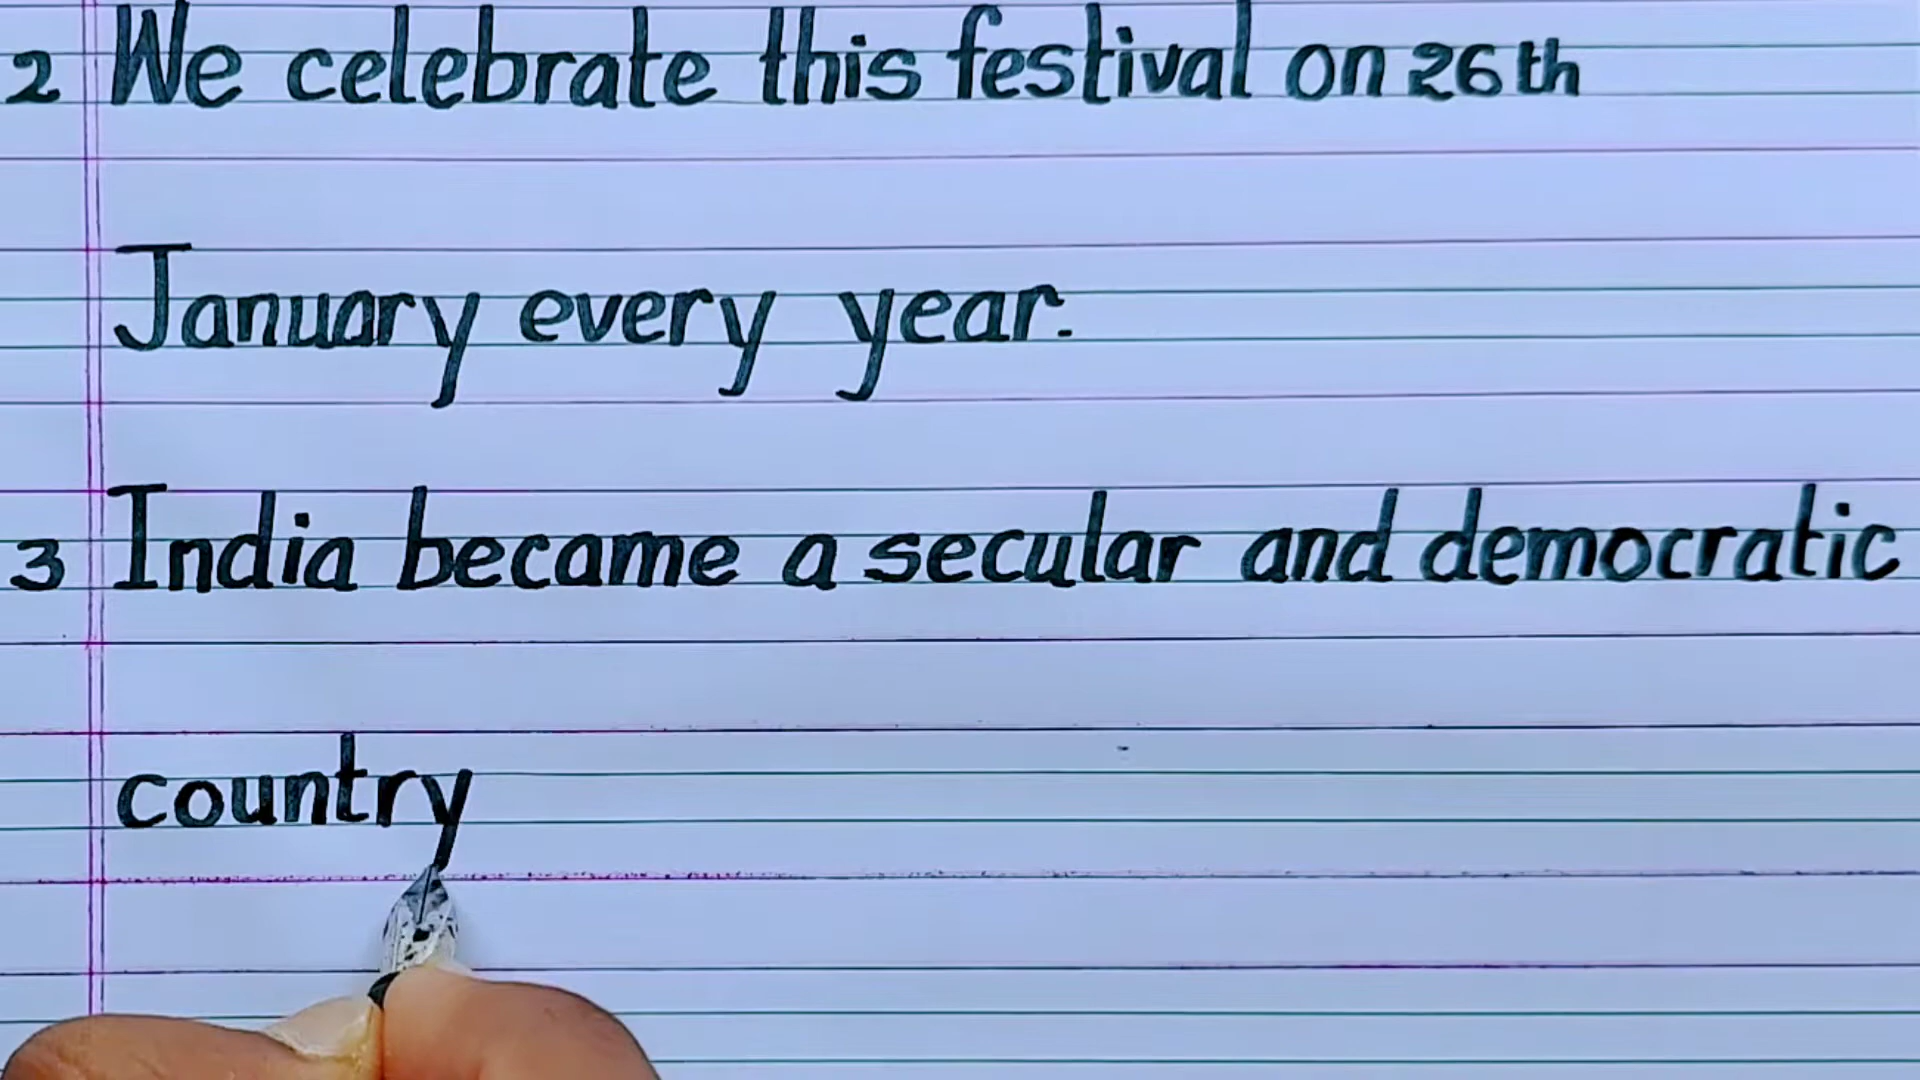 2 We celebrate this festival on 26th
January every year.
3 India became a secular and democratic
country